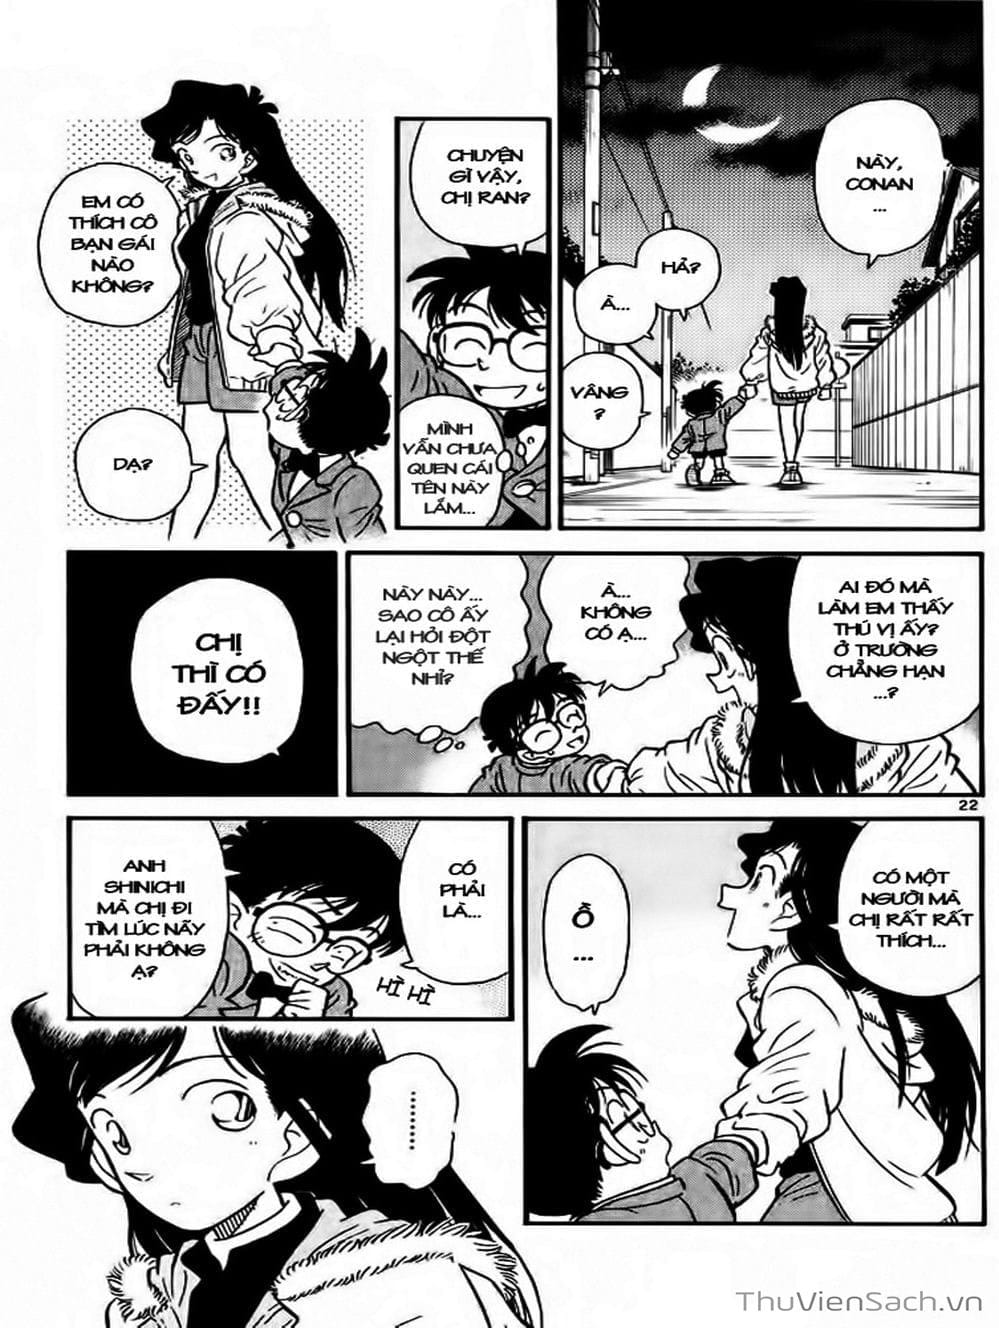 NÀY,
CONAN
...
HẢ?
À...
VÂNG
?
CHUYỆN
GÌ VẬY,
CHỊ RAN?
MÌNH
VẪN CHƯA
QUEN CÁI
TÊN NÀY
LẮM...
EM CÓ
THÍCH CÔ
BẠN GÁI
NÀO
KHÔNG?
DẠ?
AI ĐÓ MÀ
LÀM EM THẤY
THÚ VỊ ẤY?
Ở TRƯỜNG
CHẲNG HẠN
...?
À...
KHÔNG
CÓ Ạ...
NÀY NÀY...
SAO CÔ ẤY
LẠI HỎI ĐỘT
NGỘT THẾ
NHỈ?
CHỊ
THÌ CÓ
ĐẤY!!
22
CÓ MỘT
NGƯỜI MÀ
CHỊ RẤT RẤT
THÍCH...
Ồ
...
CÓ
PHẢI
LÀ...
HÌ HÌ
ANH
SHINICHI
MÀ CHỊ ĐI
TÌM LÚC NÃY
PHẢI KHÔNG
Ạ?
.........
ThuVienSach.vn